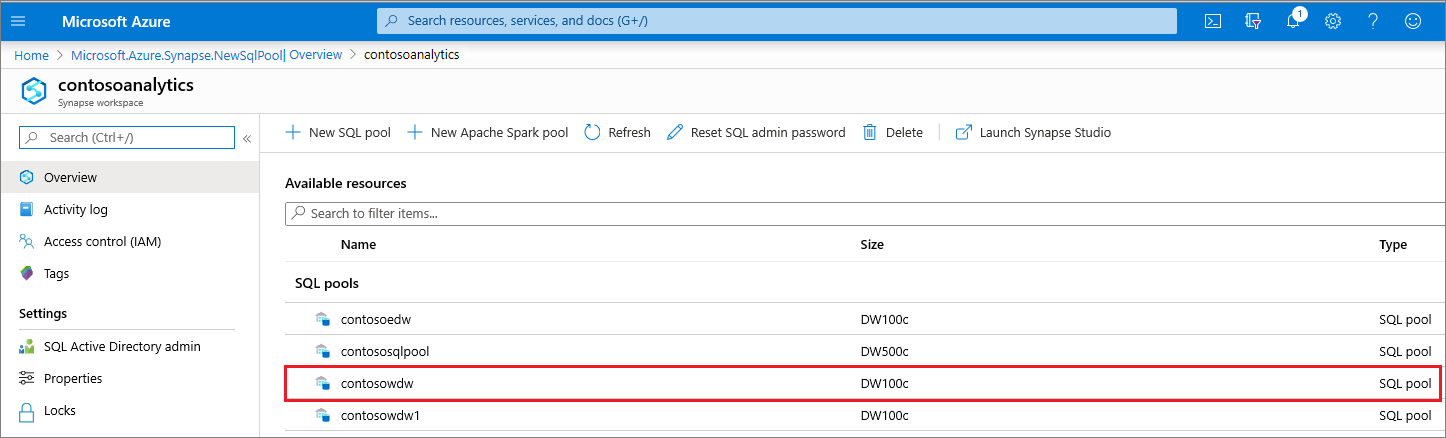 Microsoft Azure
Search resources, services, and docs (G+/)
1
Home > Microsoft.Azure.Synapse.NewSqlPool| Overview > contosoanalytics
contosoanalytics
Synapse workspace
Search (Ctrl+/)
«
New SQL pool
New Apache Spark pool
Refresh
Reset SQL admin password
Delete
Launch Synapse Studio
Overview
Activity log
Access control (IAM)
Tags
Settings
SQL Active Directory admin
Properties
Locks
Available resources
Search to filter items...
Name Size Type
SQL pools
contosoedw DW100c SQL pool
contososqlpool DW500c SQL pool
contosowdw DW100c SQL pool
contosowdw1 DW100c SQL pool